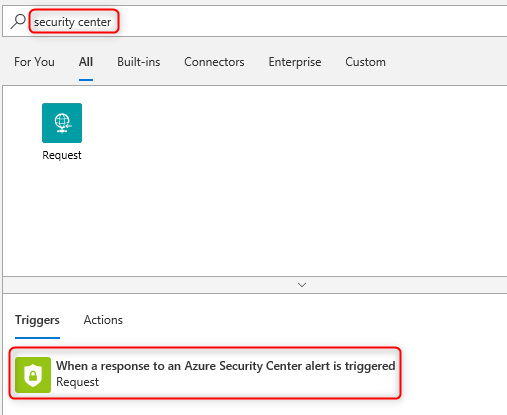 security center
For You All Built-ins Connectors Enterprise Custom
Request
Triggers Actions
When a response to an Azure Security Center alert is triggered
Request